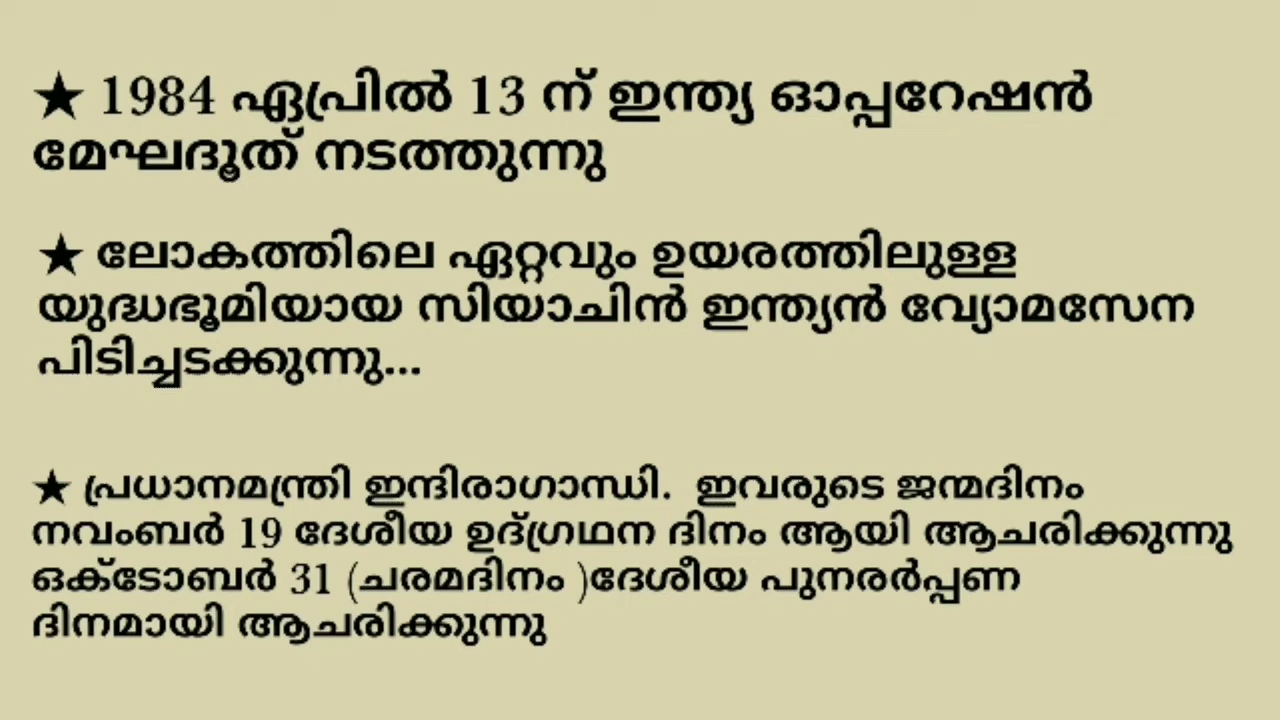 ★ 1984 ഏപ്രിൽ 13 ന് ഇന്ത്യ ഓപ്പറേഷൻ
മേഘദൂത് നടത്തുന്നു
★ ലോകത്തിലെ ഏറ്റവും ഉയരത്തിലുള്ള
യുദ്ധഭൂമിയായ സിയാചിൻ ഇന്ത്യൻ വ്യോമസേന
പിടിച്ചടക്കുന്നു...
★ പ്രധാനമന്ത്രി ഇന്ദിരാഗാന്ധി. ഇവരുടെ ജന്മദിനം
നവംബർ 19 ദേശീയ ഉദ്ഗ്രഥന ദിനം ആയി ആചരിക്കുന്നു
ഒക്ടോബർ 31 (ചരമദിനം )ദേശീയ പുനരർപ്പണ
ദിനമായി ആചരിക്കുന്നു